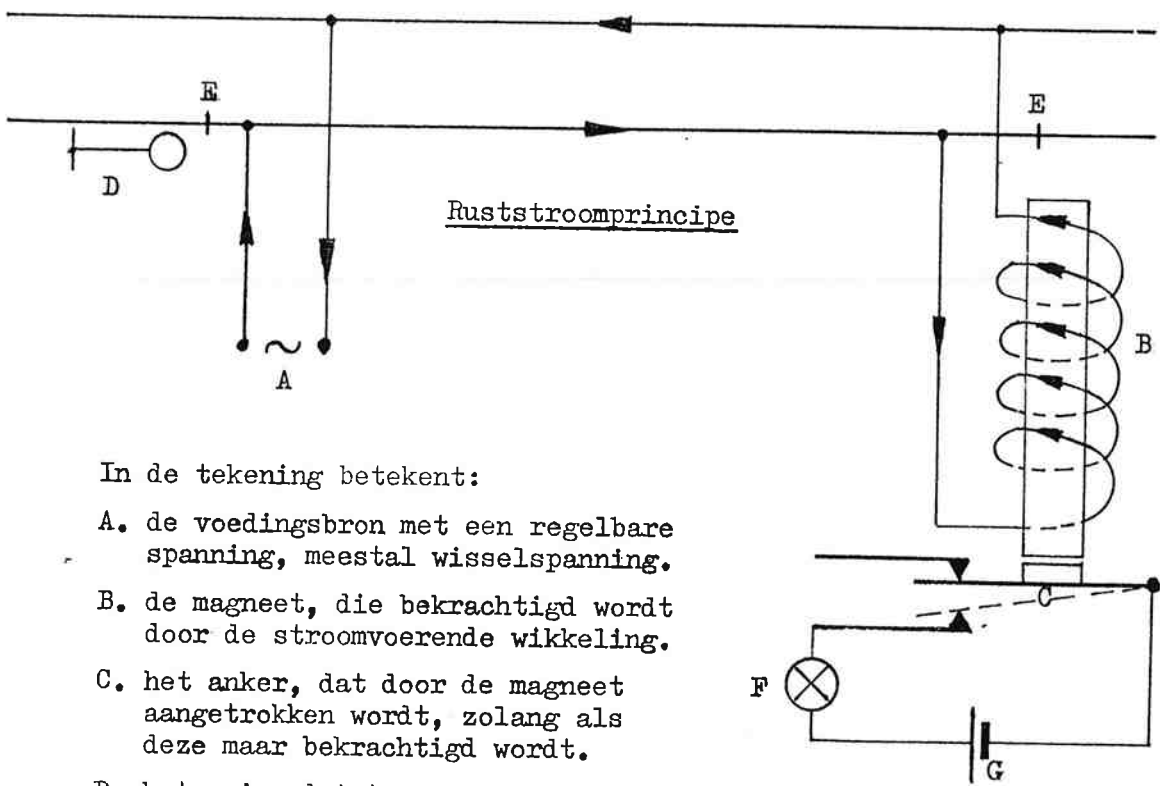 E
E
D
Ruststroomprincipe
~
A
B
In de tekening betekent:
A. de voedingsbron met een regelbare
spanning, meestal wisselspanning.
B. de magneet, die bekrachtigd wordt
door de stroomvoerende wikkeling.
C. het anker, dat door de magneet
aangetrokken wordt, zolang als
deze maar bekrachtigd wordt.
C
F
G